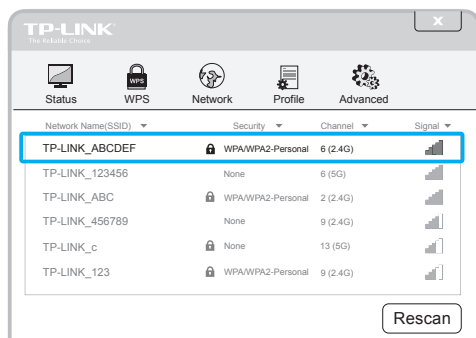 TP-LINK
The Reliable Choice
X
WPS
Status WPS Network Profile Advanced
Network Name(SSID) Security Channel Signal
TP-LINK_ABCDEF WPA/WPA2-Personal 6 (2.4G)
TP-LINK_123456 None 6 (5G)
TP-LINK_ABC WPA/WPA2-Personal 2 (2.4G)
TP-LINK_456789 None 9 (2.4G)
TP-LINK_c None 13 (5G)
TP-LINK_123 WPA/WPA2-Personal 9 (2.4G)
Rescan